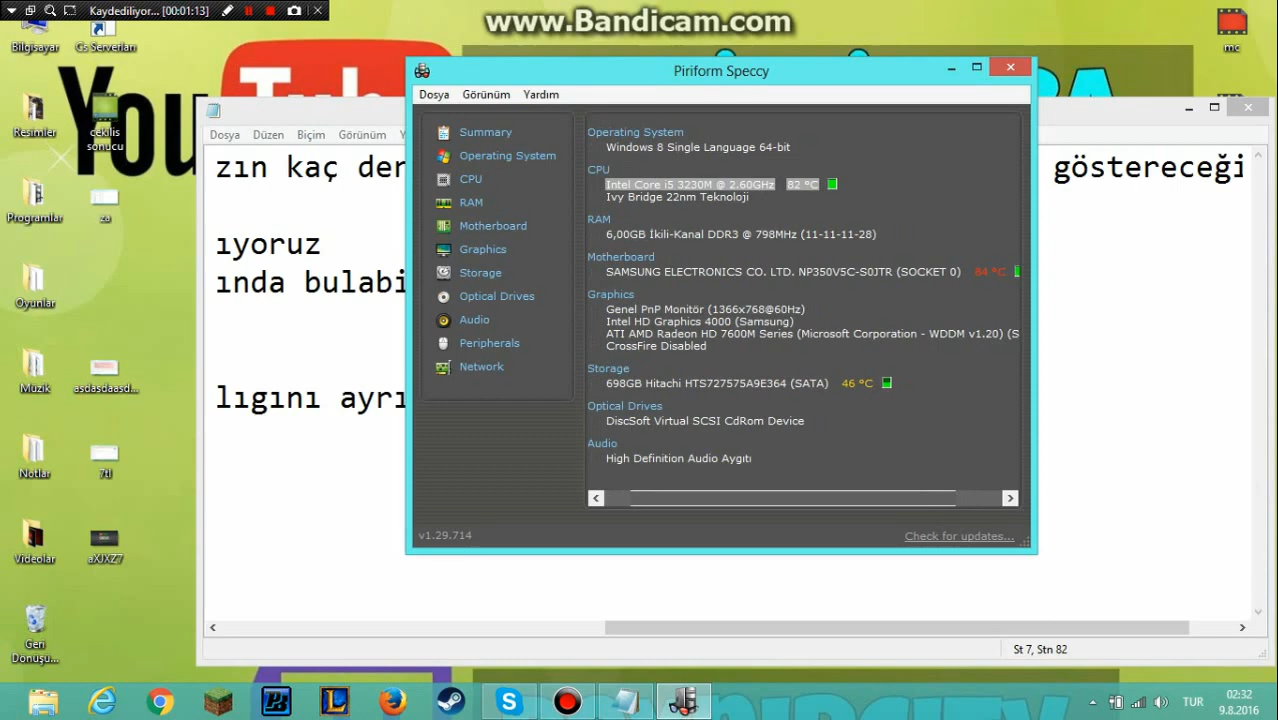 Kaydediliyor... [00:01:13]
www.Bandicam.com
Bilgisayar
Cs Serverları
mc
You Tub
Resimler
cekilis sonucu
Programlar
za
Oyunlar
Müzik
asdasdaasd...
Notlar
7tl
Videolar
aXJXZ7
Geri Dönüşü...
Dosya Düzen Biçim Görünüm Y
zın kaç der
göstereceği
ıyoruz
ında bulabi
lıgını ayrı
St 7, Stn 82
Piriform Speccy
Dosya Görünüm Yardım
Summary
Operating System
CPU
RAM
Motherboard
Graphics
Storage
Optical Drives
Audio
Peripherals
Network
Operating System
Windows 8 Single Language 64-bit
CPU
Intel Core i5 3230M @ 2.60GHz 82 °C
Ivy Bridge 22nm Teknoloji
RAM
6,00GB İkili-Kanal DDR3 @ 798MHz (11-11-11-28)
Motherboard
SAMSUNG ELECTRONICS CO. LTD. NP350V5C-S0JTR (SOCKET 0) 84 °C
Graphics
Genel PnP Monitör (1366x768@60Hz)
Intel HD Graphics 4000 (Samsung)
ATI AMD Radeon HD 7600M Series (Microsoft Corporation - WDDM v1.20) (S
CrossFire Disabled
Storage
698GB Hitachi HTS727575A9E364 (SATA) 46 °C
Optical Drives
DiscSoft Virtual SCSI CdRom Device
Audio
High Definition Audio Aygıtı
v1.29.714
Check for updates...
TUR
02:32
9.8.2016